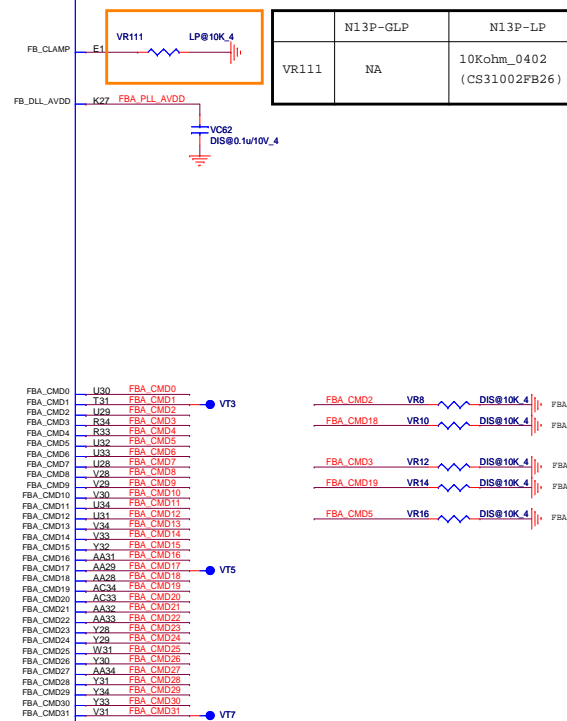 N13P-GLP N13P-LP
VR111 NA 10Kohm_0402
(CS31002FB26)
FB_CLAMP E1 VR111 LP@10K_4
FB_DLL_AVDD K27 FBA_PLL_AVDD
VC62
DIS@0.1u/10V_4
FBA_CMD0 U30 FBA_CMD0
FBA_CMD1 T31 FBA_CMD1 VT3
FBA_CMD2 U29 FBA_CMD2
FBA_CMD3 R34 FBA_CMD3
FBA_CMD4 R33 FBA_CMD4
FBA_CMD5 U32 FBA_CMD5
FBA_CMD6 U33 FBA_CMD6
FBA_CMD7 U28 FBA_CMD7
FBA_CMD8 V28 FBA_CMD8
FBA_CMD9 V29 FBA_CMD9
FBA_CMD10 V30 FBA_CMD10
FBA_CMD11 U34 FBA_CMD11
FBA_CMD12 U31 FBA_CMD12
FBA_CMD13 V34 FBA_CMD13
FBA_CMD14 V33 FBA_CMD14
FBA_CMD15 Y32 FBA_CMD15
FBA_CMD16 AA31 FBA_CMD16
FBA_CMD17 AA29 FBA_CMD17 VT5
FBA_CMD18 AA28 FBA_CMD18
FBA_CMD19 AC34 FBA_CMD19
FBA_CMD20 AC33 FBA_CMD20
FBA_CMD21 AA32 FBA_CMD21
FBA_CMD22 AA33 FBA_CMD22
FBA_CMD23 Y28 FBA_CMD23
FBA_CMD24 Y29 FBA_CMD24
FBA_CMD25 W31 FBA_CMD25
FBA_CMD26 Y30 FBA_CMD26
FBA_CMD27 AA34 FBA_CMD27
FBA_CMD28 Y31 FBA_CMD28
FBA_CMD29 Y34 FBA_CMD29
FBA_CMD30 Y33 FBA_CMD30
FBA_CMD31 V31 FBA_CMD31 VT7
FBA_CMD2 VR8 DIS@10K_4 FBA
FBA_CMD18 VR10 DIS@10K_4 FBA
FBA_CMD3 VR12 DIS@10K_4 FBA
FBA_CMD19 VR14 DIS@10K_4 FBA
FBA_CMD5 VR16 DIS@10K_4 FBA